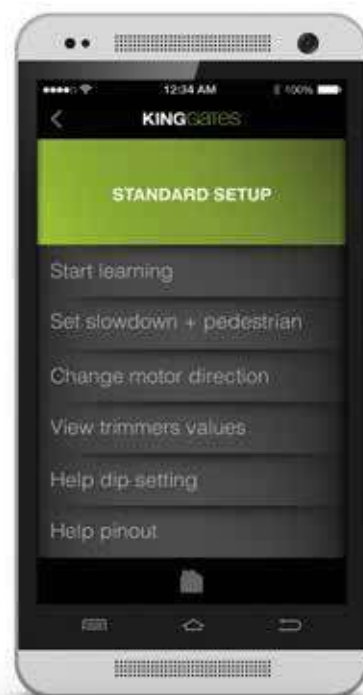 12:34 AM 100%
KINGGates
STANDARD SETUP
Start learning
Set slowdown + pedestrian
Change motor direction
View trimmers values
Help dip setting
Help pinout